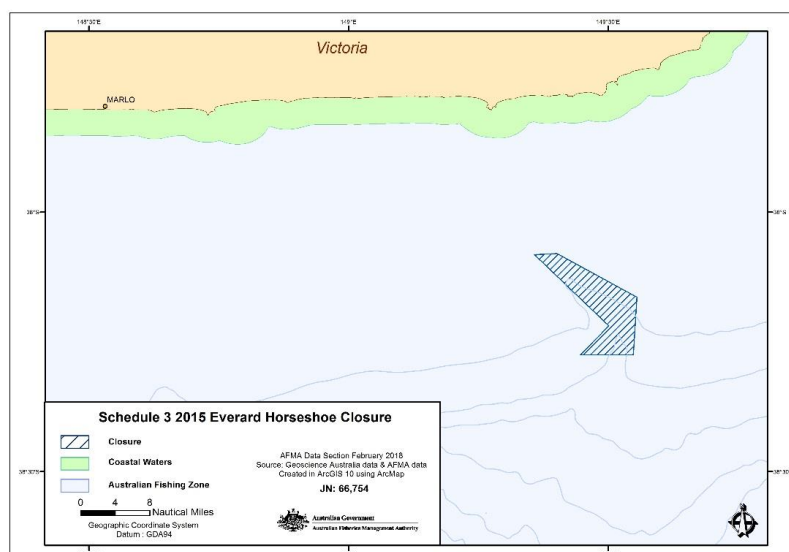 148°30'E 149°E 149°30'E
Victoria
MARLO
38°S 38°S
Schedule 3 2015 Everard Horseshoe Closure
Closure
Coastal Waters
Australian Fishing Zone
0 4 8
Nautical Miles
Geographic Coordinate System
Datum : GDA94
AFMA Data Section February 2018
Source: Geoscience Australia data & AFMA data
Created in ArcGIS 10 using ArcMap
JN: 66,754
Australian Government
Australian Fisheries Management Authority
38°30'S 38°30'S